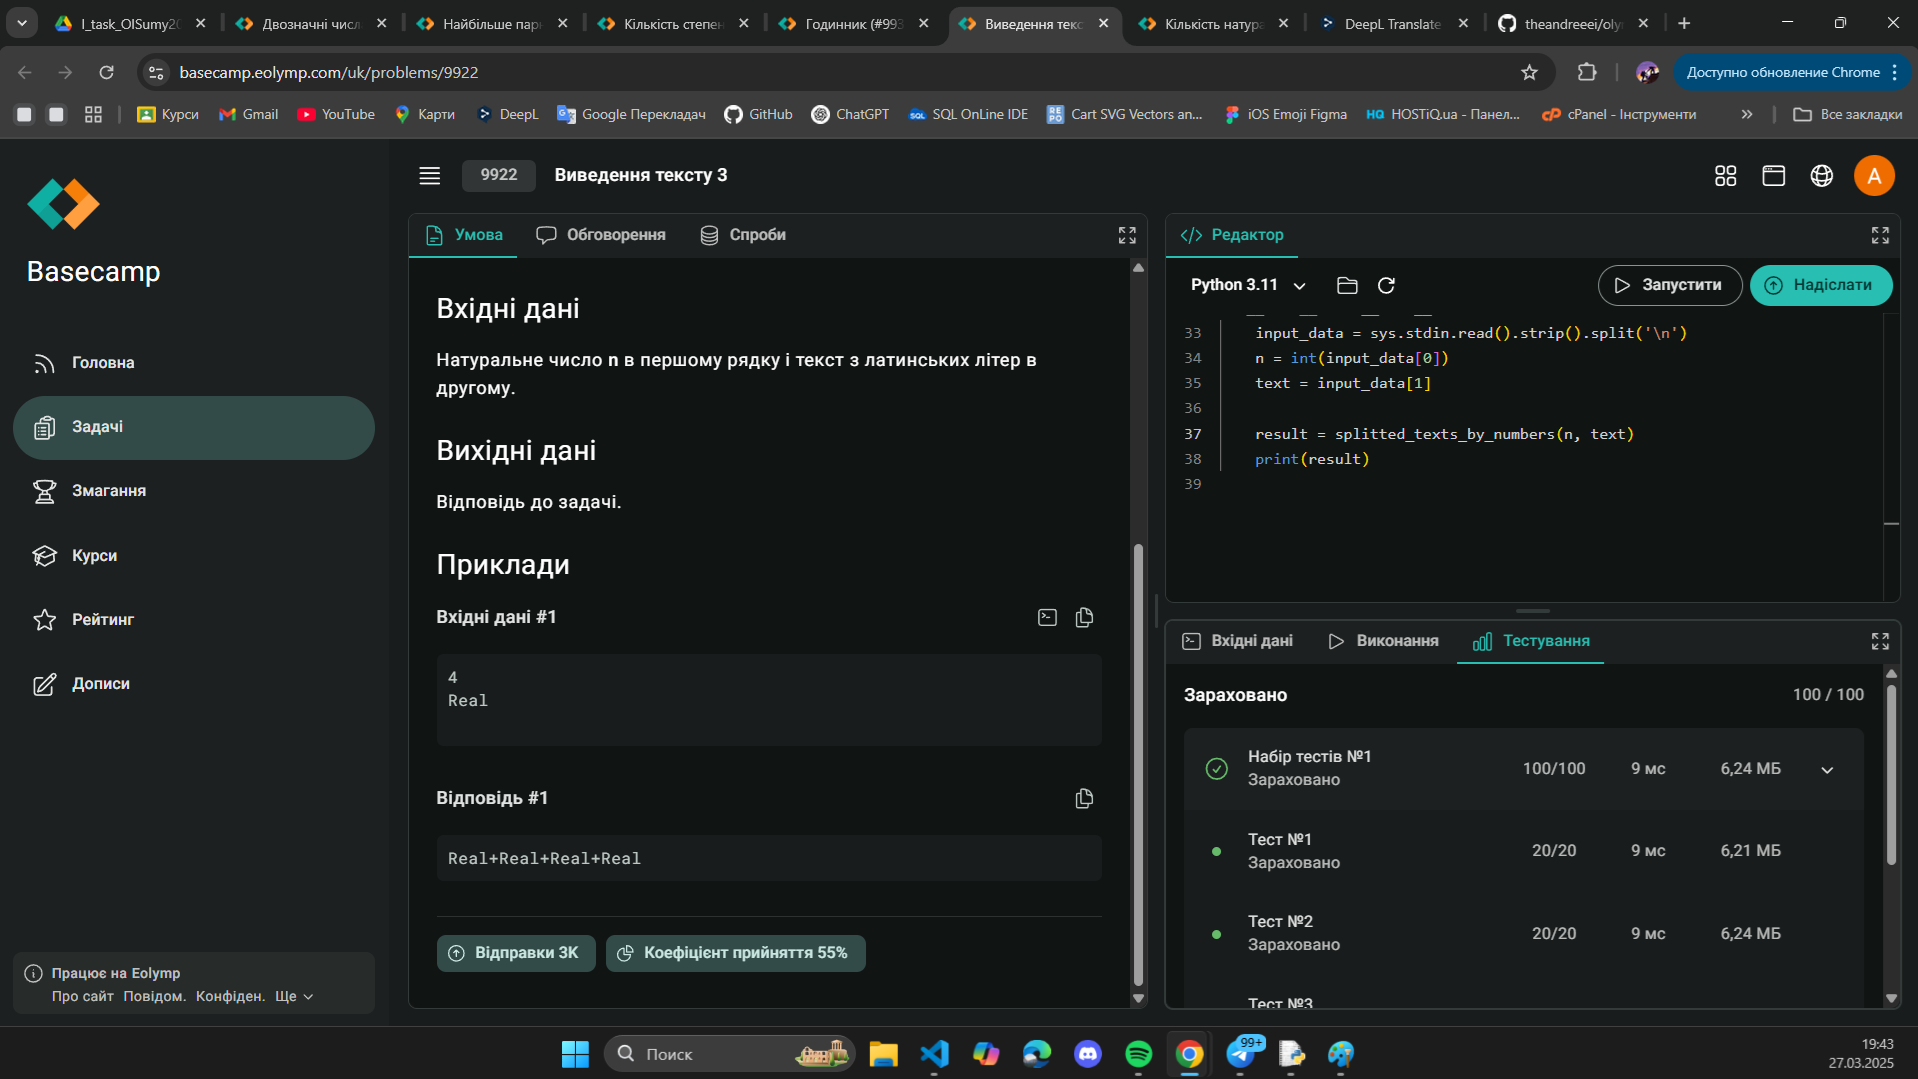 I_task_OISumy20
Двозначні числ
Найбільше парн
Кількість степен
Годинник (#993
Виведення текс
Кількість натура
DeepL Translate
theandreeei/oly
basecamp.eolymp.com/uk/problems/9922
Доступно обновление Chrome
Курси
Gmail
YouTube
Карти
DeepL
Google Перекладач
GitHub
ChatGPT
SQL OnLine IDE
Cart SVG Vectors an...
iOS Emoji Figma
HOSTiQ.ua - Панел...
cPanel - Інструменти
Все закладки
Basecamp
Головна
Задачі
Змагання
Курси
Рейтинг
Дописи
Працює на Eolymp
Про сайт Повідом. Конфіден. Ще
9922
Виведення тексту 3
A
Умова
Обговорення
Спроби
Вхідні дані
Натуральне число n в першому рядку і текст з латинських літер в
другому.
Вихідні дані
Відповідь до задачі.
Приклади
Вхідні дані #1
4
Real
Відповідь #1
Real+Real+Real+Real
Відправки 3K
Коефіцієнт прийняття 55%
Редактор
Python 3.11
Запустити
Надіслати
33 input_data = sys.stdin.read().strip().split('\n')
34 n = int(input_data[0])
35 text = input_data[1]
36
37 result = splitted_texts_by_numbers(n, text)
38 print(result)
39
Вхідні дані
Виконання
Тестування
Зараховано 100 / 100
Набір тестів №1
Зараховано
100/100 9 мс 6,24 МБ
Тест №1
Зараховано
20/20 9 мс 6,21 МБ
Тест №2
Зараховано
20/20 9 мс 6,24 МБ
Тест №3
Поиск
99+
19:43
27.03.2025